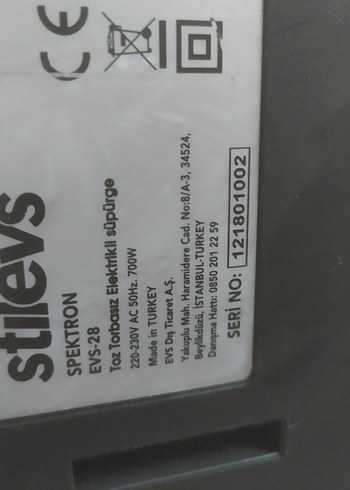 stilevs
SPEKTRON
EVS-28
Toz Torbasız Elektrikli süpürge
220-230V AC 50Hz. 700W
Made in TURKEY
EVS Dış Ticaret A.Ş.
Yakuplu Mah. Haramidere Cad. No:8/A-3, 34524,
Beylikdüzü, İSTANBUL-TURKEY
Danışma Hattı: 0850 201 22 59
SERİ NO: 121801002
CE